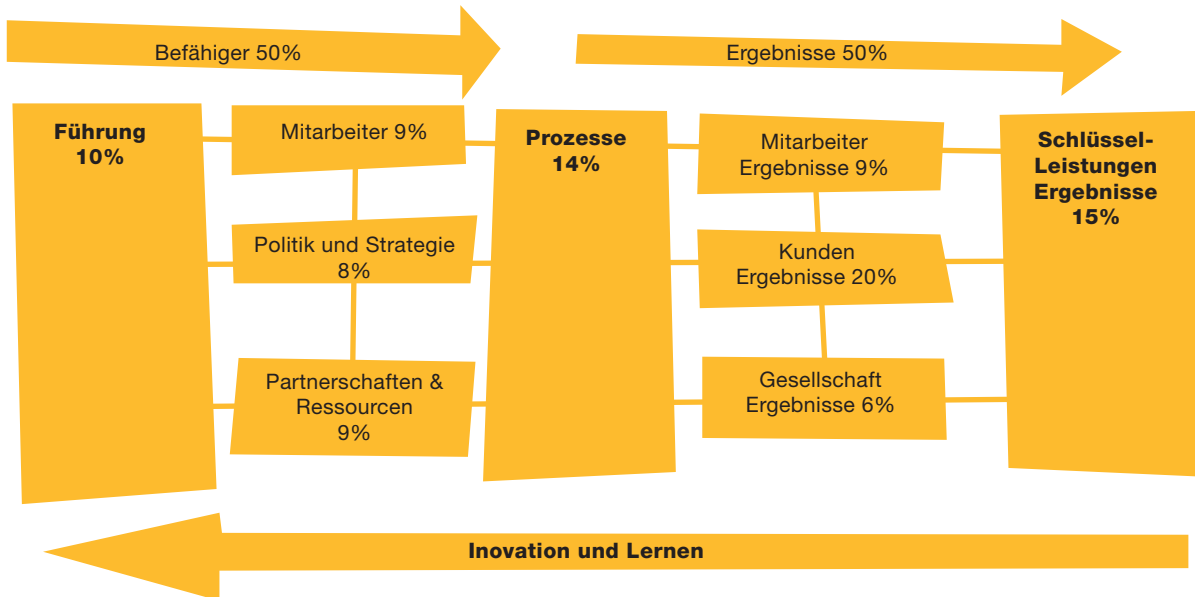 Befähiger 50%
Ergebnisse 50%
Führung
10%
Mitarbeiter 9%
Politik und Strategie
8%
Partnerschaften &
Ressourcen
9%
Prozesse
14%
Mitarbeiter
Ergebnisse 9%
Kunden
Ergebnisse 20%
Gesellschaft
Ergebnisse 6%
Schlüssel-
Leistungen
Ergebnisse
15%
Inovation und Lernen